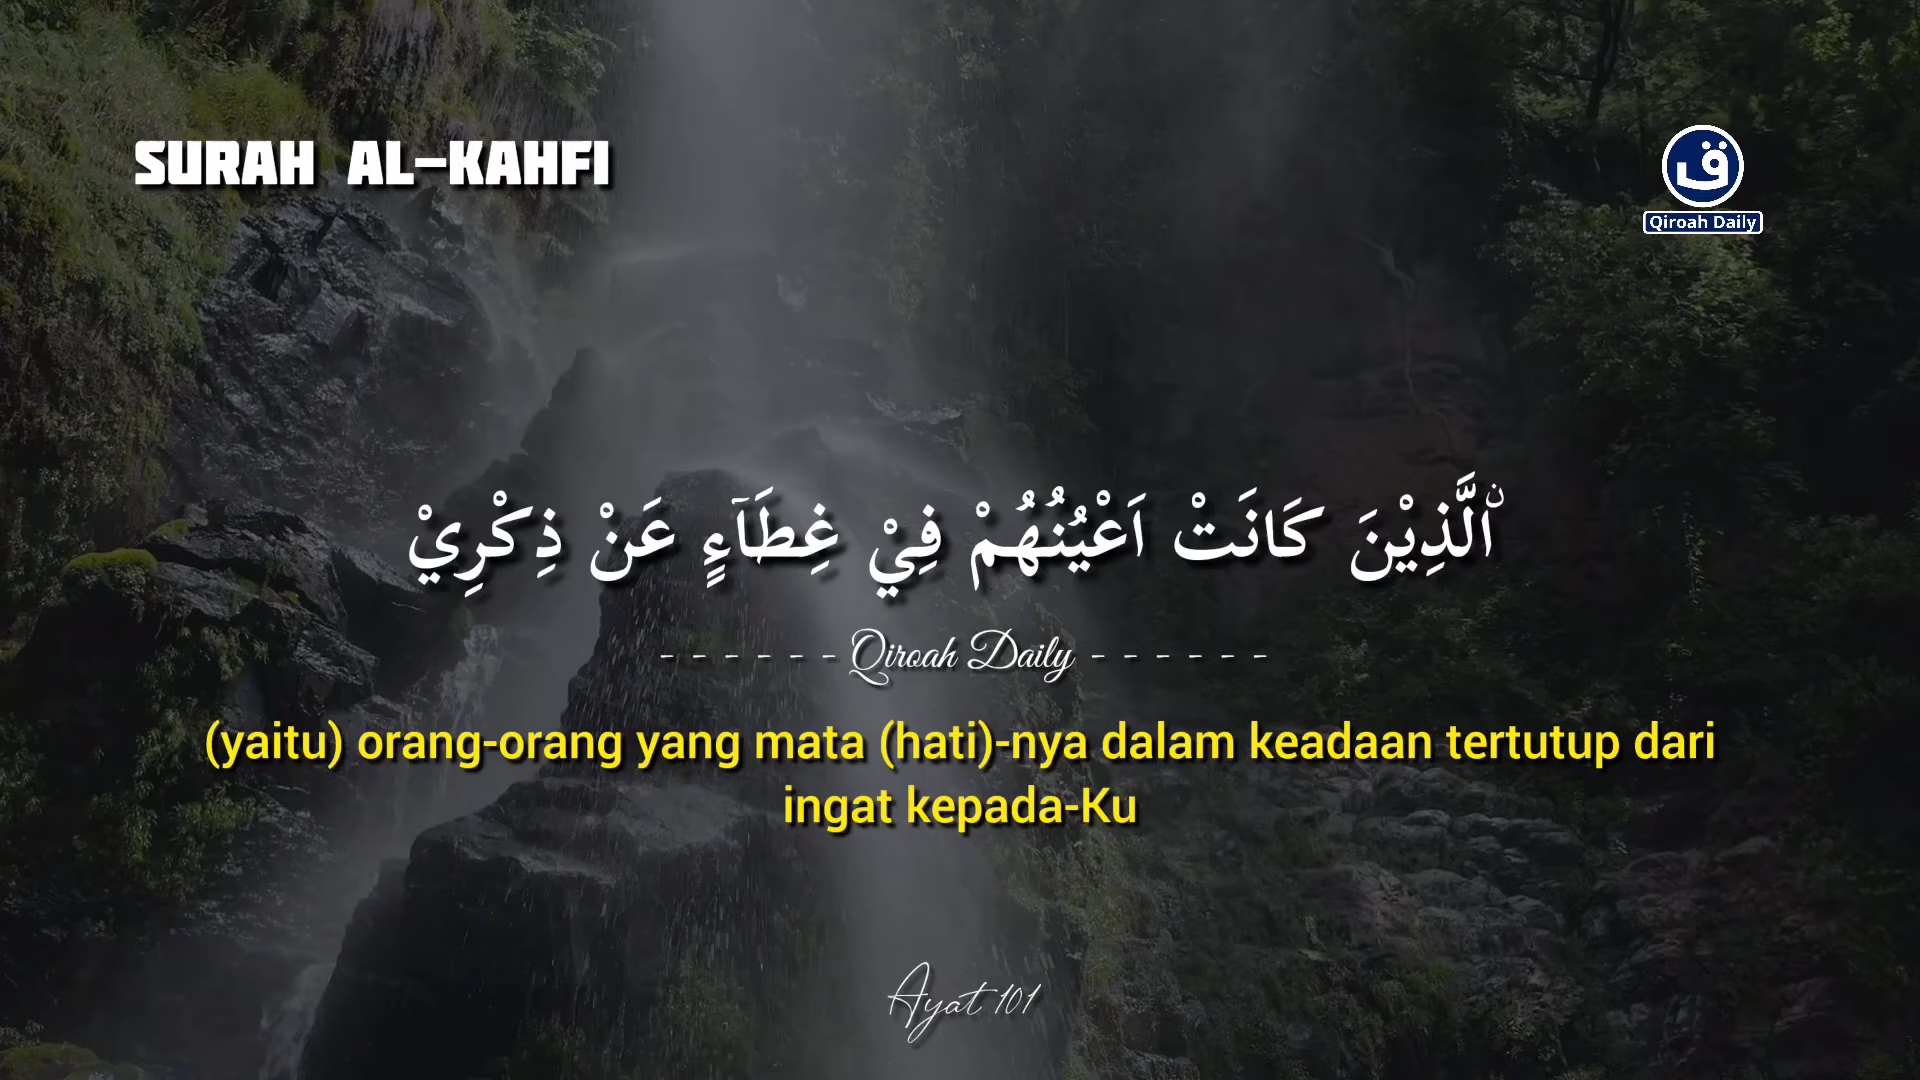 SURAH AL-KAHFI
ق
Qiroah Daily
ۨالَّذِيْنَ كَانَتْ اَعْيُنُهُمْ فِيْ غِطَاۤءٍ عَنْ ذِكْرِيْ
- - - - - - Qiroah Daily - - - - - -
(yaitu) orang-orang yang mata (hati)-nya dalam keadaan tertutup dari
ingat kepada-Ku
Ayat 101